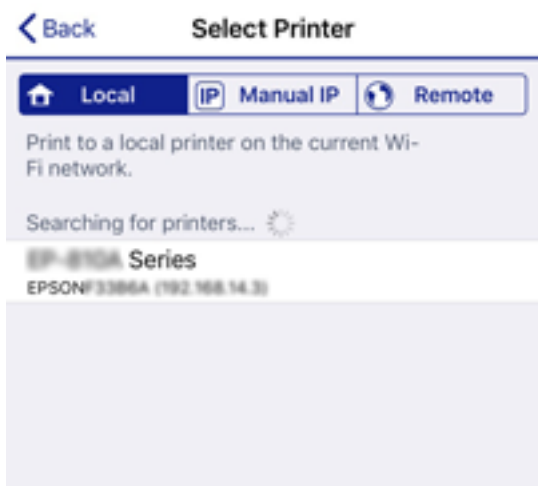 Back Select Printer
Local IP Manual IP Remote
Print to a local printer on the current Wi-
Fi network.
Searching for printers...
Series
EPSON